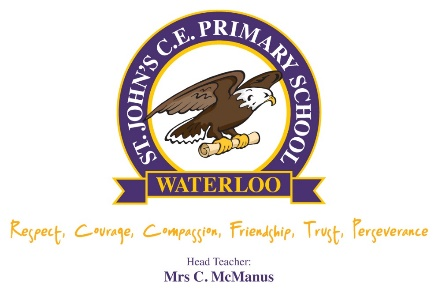 ST. JOHN'S C.E. PRIMARY SCHOOL
WATERLOO
Respect, Courage, Compassion, Friendship, Trust, Perseverance
Head Teacher:
Mrs C. McManus